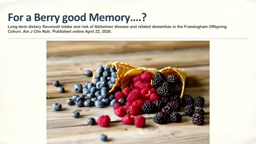 For a Berry good Memory….?
Long-term dietary flavonoid intake and risk of Alzheimer disease and related dementias in the Framingham Offspring
Cohort. Am J Clin Nutr. Published online April 22, 2020.